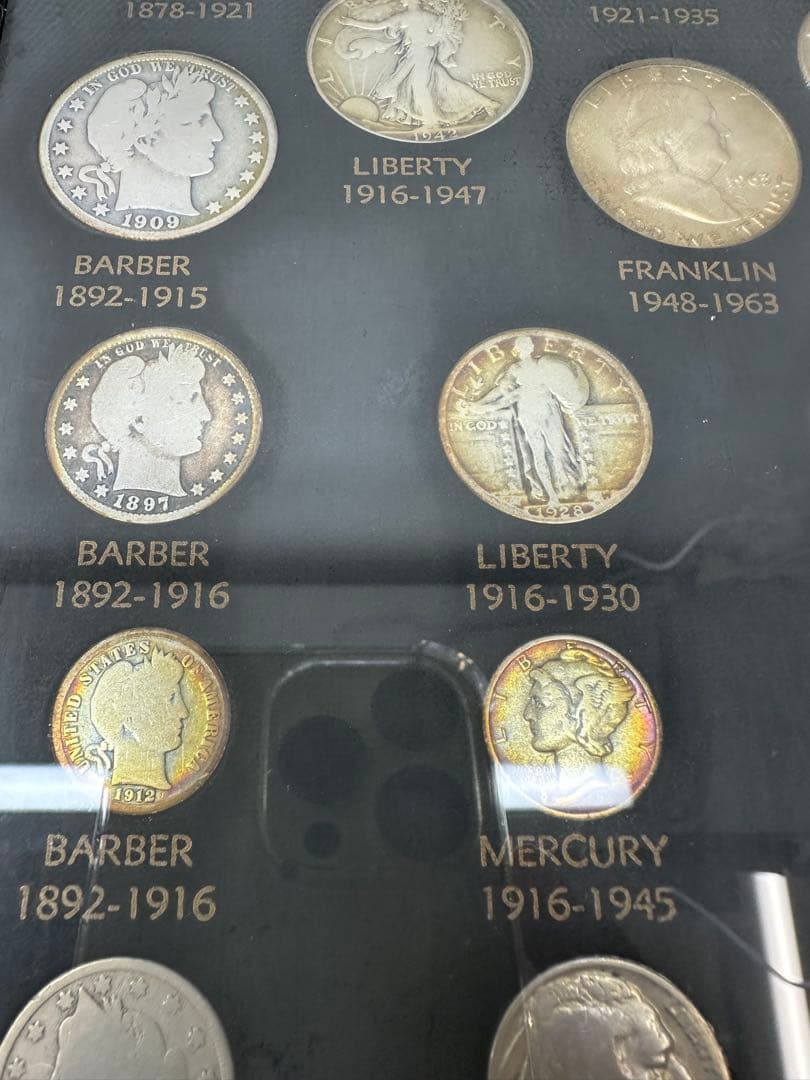 1878-1921
1921-1935
IN GOD WE TRUST
1909
LIBERTY
IN GOD
WE TRUST
1942
LIBERTY
1963
IN GOD WE TRUST
BARBER
1892-1915
LIBERTY
1916-1947
FRANKLIN
1948-1963
IN GOD WE TRUST
1897
LIBERTY
IN GOD WE TRUST
1928
BARBER
1892-1916
LIBERTY
1916-1930
UNITED STATES OF AMERICA
1912
LIBERTY
BARBER
1892-1916
MERCURY
1916-1945